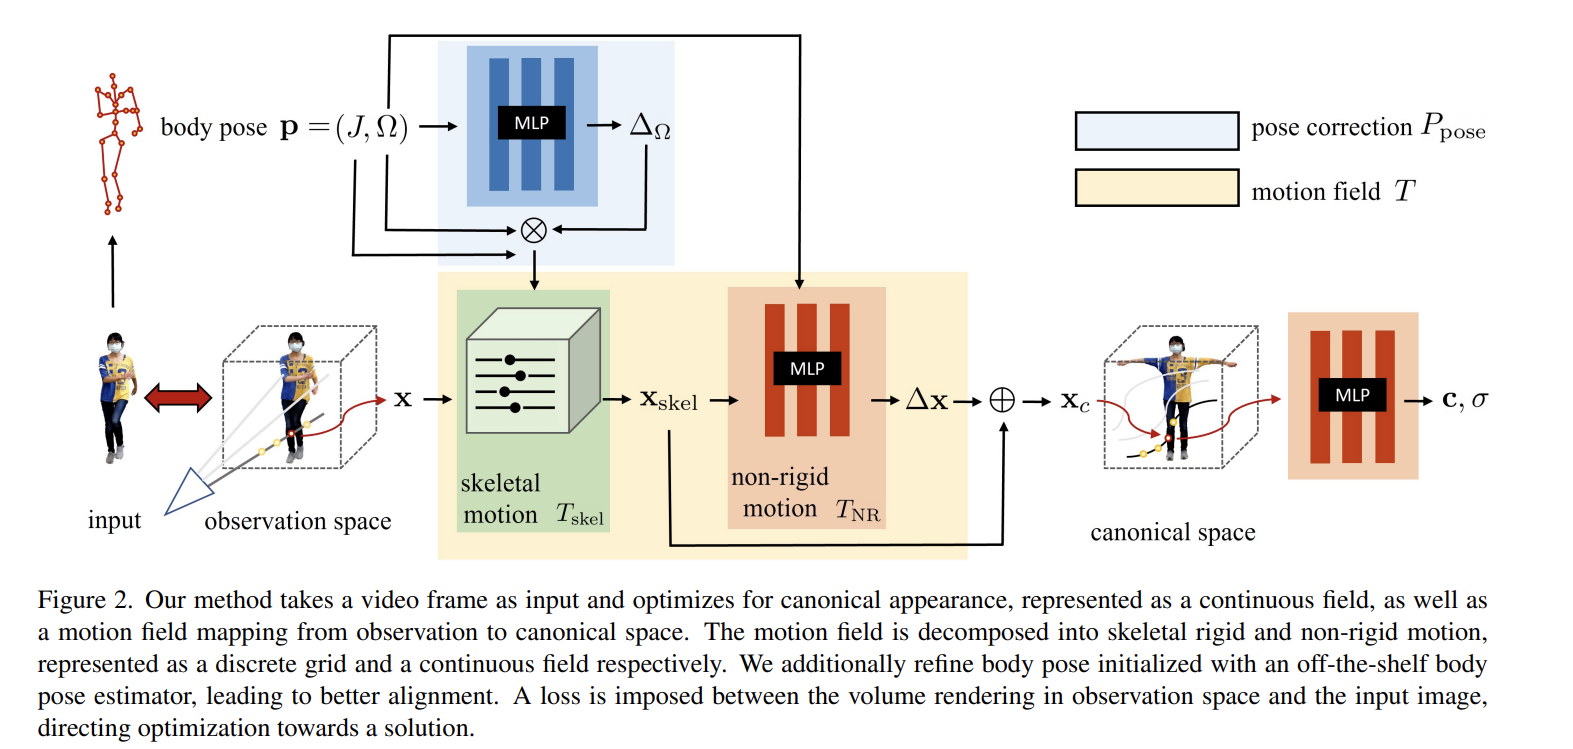 body pose p = (J, Ω)
MLP
Δ_Ω
pose correction P_pose
motion field T
x
x_skel
MLP
Δx
x_c
MLP
c, σ
skeletal
motion T_skel
non-rigid
motion T_NR
input
observation space
canonical space
Figure 2. Our method takes a video frame as input and optimizes for canonical appearance, represented as a continuous field, as well as
a motion field mapping from observation to canonical space. The motion field is decomposed into skeletal rigid and non-rigid motion,
represented as a discrete grid and a continuous field respectively. We additionally refine body pose initialized with an off-the-shelf body
pose estimator, leading to better alignment. A loss is imposed between the volume rendering in observation space and the input image,
directing optimization towards a solution.